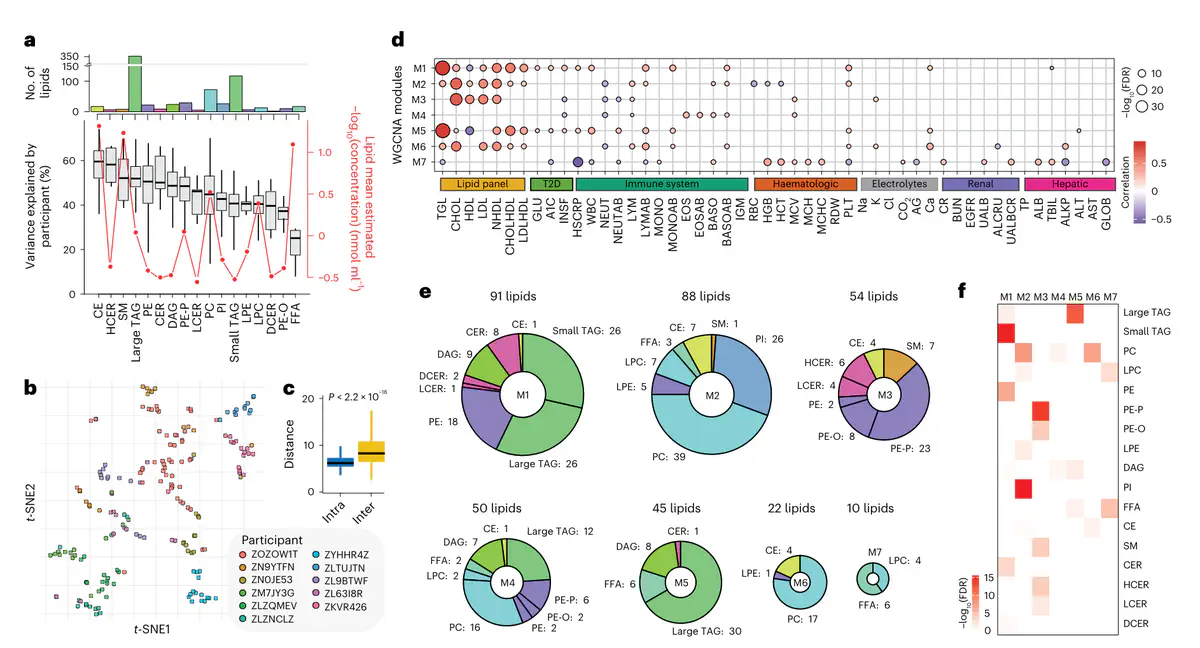 a
No. of
lipids
350
150
100
0
Variance explained by
participant (%)
60
40
20
0
1.0
0.5
0
−0.5
Lipid mean estimated
−log₁₀(concentration) (nmol ml⁻¹)
CE
HCER
SM
Large TAG
PE
CER
DAG
PE-P
LCER
PC
PI
Small TAG
LPE
LPC
DCER
PE-O
FFA
b
t-SNE2
t-SNE1
c
P < 2.2 × 10⁻¹⁶
Distance
20
10
0
Intra
Inter
Participant
ZOZOW1T
ZN9YTFN
ZNOJE53
ZM7JY3G
ZLZQMEV
ZLZNCLZ
ZYHHR4Z
ZLTUJTN
ZL9BTWF
ZL63I8R
ZKVR426
d
WGCNA modules
M1
M2
M3
M4
M5
M6
M7
Lipid panel
T2D
Immune system
Haematologic
Electrolytes
Renal
Hepatic
TGL
CHOL
HDL
LDL
NHDL
CHOLHDL
LDLHDL
GLU
A1C
INSF
HSCRP
WBC
NEUT
NEUTAB
LYM
LYMAB
MONO
MONOAB
EOS
EOSAB
BASO
BASOAB
IGM
RBC
HGB
HCT
MCV
MCH
MCHC
RDW
PLT
Na
K
Cl
CO₂
AG
Ca
CR
BUN
EGFR
UALB
ALCRU
UALBCR
TP
ALB
TBIL
ALKP
ALT
AST
GLOB
−log₁₀(FDR)
10
20
30
Correlation
0.5
0
−0.5
e
91 lipids
M1
CE: 1
Small TAG: 26
Large TAG: 26
PE: 18
LCER: 1
DCER: 2
DAG: 9
CER: 8
88 lipids
M2
SM: 1
PI: 26
PC: 39
LPE: 5
LPC: 7
FFA: 3
CE: 7
54 lipids
M3
SM: 7
PE-P: 23
PE-O: 8
PE: 2
LCER: 4
HCER: 6
CE: 4
50 lipids
M4
CE: 1
Large TAG: 12
PE-P: 6
PE-O: 2
PE: 2
PC: 16
LPC: 2
FFA: 2
DAG: 7
45 lipids
M5
CER: 1
Large TAG: 30
FFA: 6
DAG: 8
22 lipids
M6
CE: 4
LPE: 1
PC: 17
10 lipids
M7
LPC: 4
FFA: 6
f
M1 M2 M3 M4 M5 M6 M7
Large TAG
Small TAG
PC
LPC
PE
PE-P
PE-O
LPE
DAG
PI
FFA
CE
SM
CER
HCER
LCER
DCER
−log₁₀(FDR)
15
10
5
0